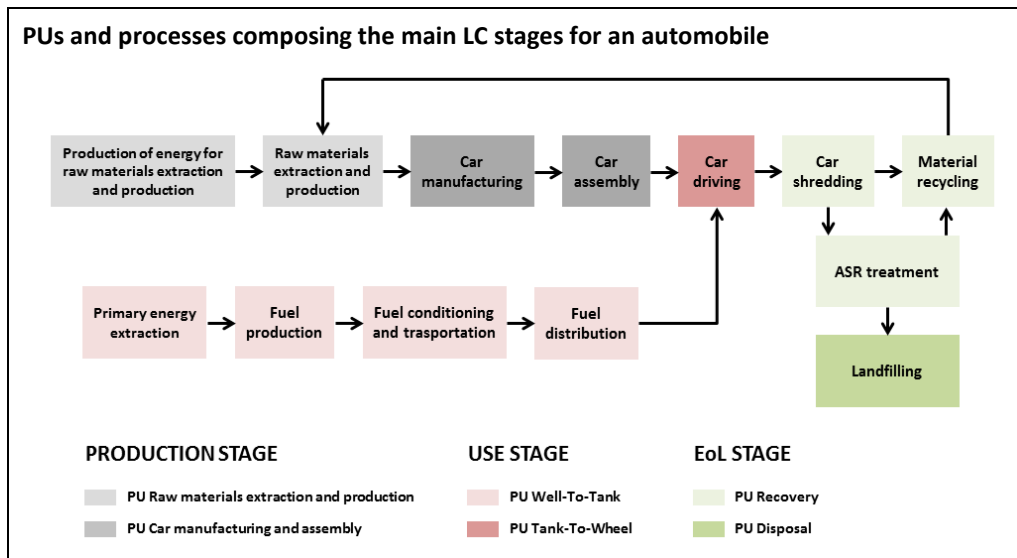 PUs and processes composing the main LC stages for an automobile
Production of energy for
raw materials extraction
and production
Raw materials
extraction and
production
Car
manufacturing
Car
assembly
Car
driving
Car
shredding
Material
recycling
ASR treatment
Primary energy
extraction
Fuel
production
Fuel conditioning
and trasportation
Fuel
distribution
Landfilling
PRODUCTION STAGE
PU Raw materials extraction and production
PU Car manufacturing and assembly
USE STAGE
PU Well-To-Tank
PU Tank-To-Wheel
EoL STAGE
PU Recovery
PU Disposal